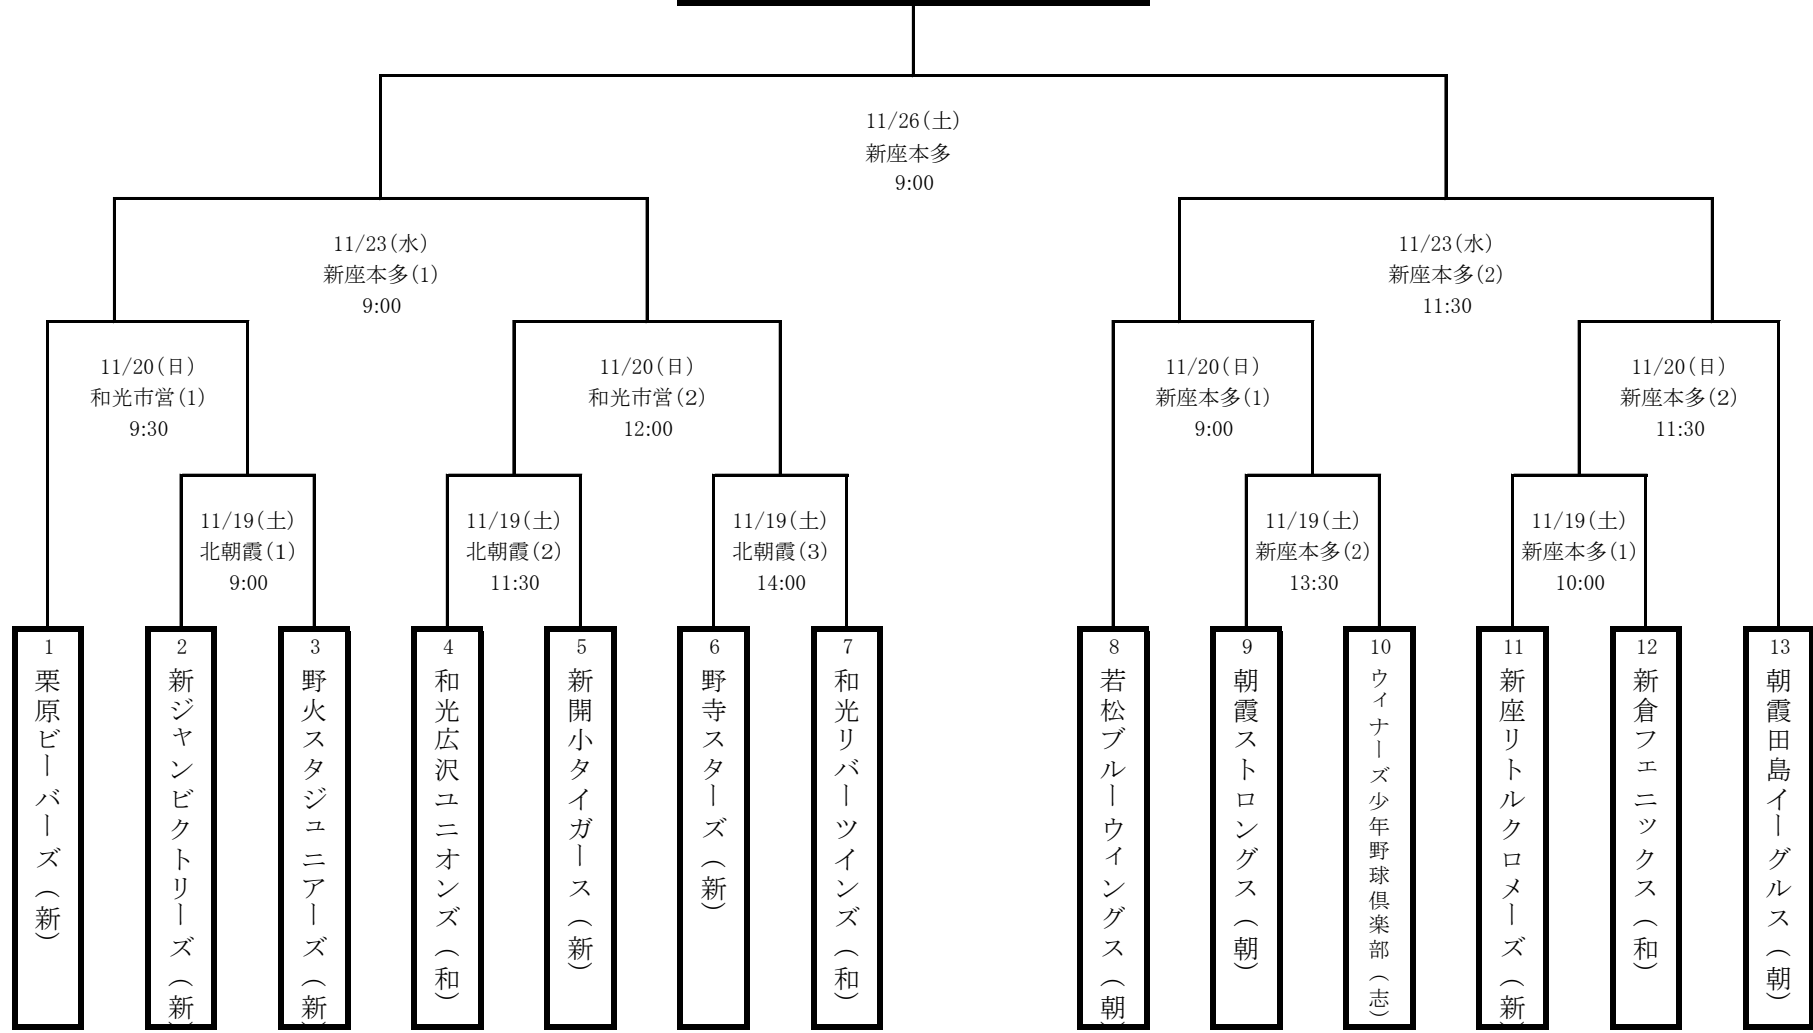 11/26(土)
新座本多
9:00
11/23(水)
新座本多(1)
9:00
11/23(水)
新座本多(2)
11:30
11/20(日)
和光市営(1)
9:30
11/20(日)
和光市営(2)
12:00
11/20(日)
新座本多(1)
9:00
11/20(日)
新座本多(2)
11:30
11/19(土)
北朝霞(1)
9:00
11/19(土)
北朝霞(2)
11:30
11/19(土)
北朝霞(3)
14:00
11/19(土)
新座本多(2)
13:30
11/19(土)
新座本多(1)
10:00
1
栗原ビーバーズ(新)
2
新ジャンビクトリーズ(新)
3
野火スタジュニアーズ(新)
4
和光広沢ユニオンズ(和)
5
新開小タイガース(新)
6
野寺スターズ(新)
7
和光リバーツインズ(和)
8
若松ブルーウィングス(朝)
9
朝霞ストロングス(朝)
10
ウィナーズ少年野球倶楽部(志)
11
新座リトルクロメーズ(新)
12
新倉フェニックス(和)
13
朝霞田島イーグルス(朝)